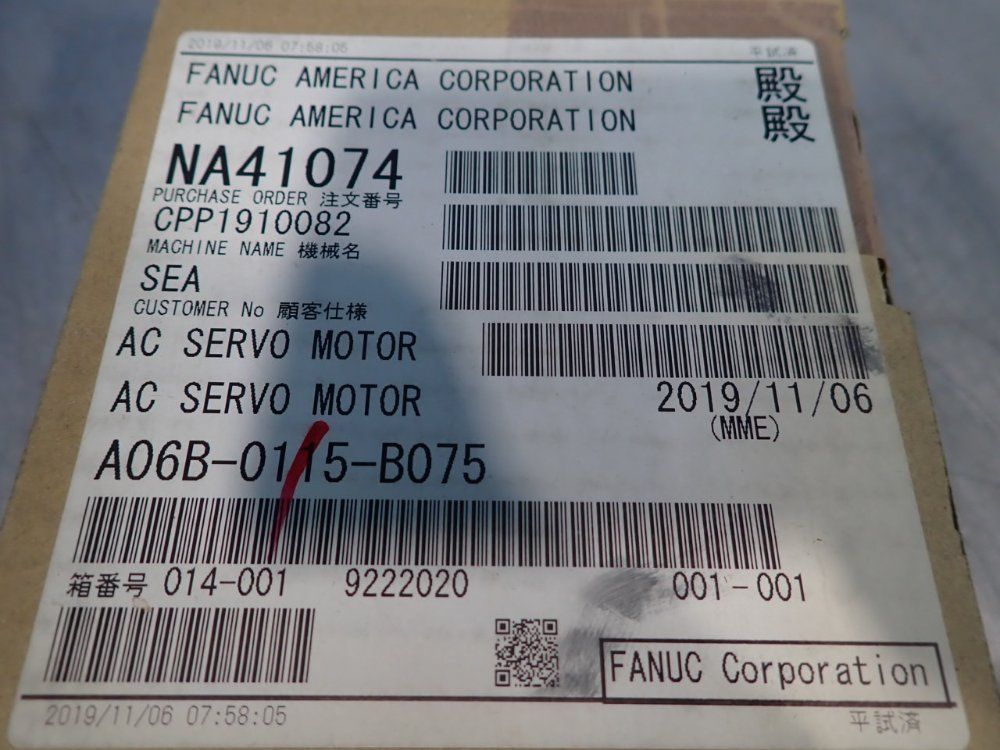 2019/11/06 07:58:05 平試済
FANUC AMERICA CORPORATION 殿
FANUC AMERICA CORPORATION 殿
NA41074
PURCHASE ORDER 注文番号
CPP1910082
MACHINE NAME 機械名
SEA
CUSTOMER No 顧客仕様
AC SERVO MOTOR
AC SERVO MOTOR 2019/11/06
(MME)
A06B-0115-B075
箱番号 014-001 9222020 001-001
FANUC Corporation
2019/11/06 07:58:05 平試済